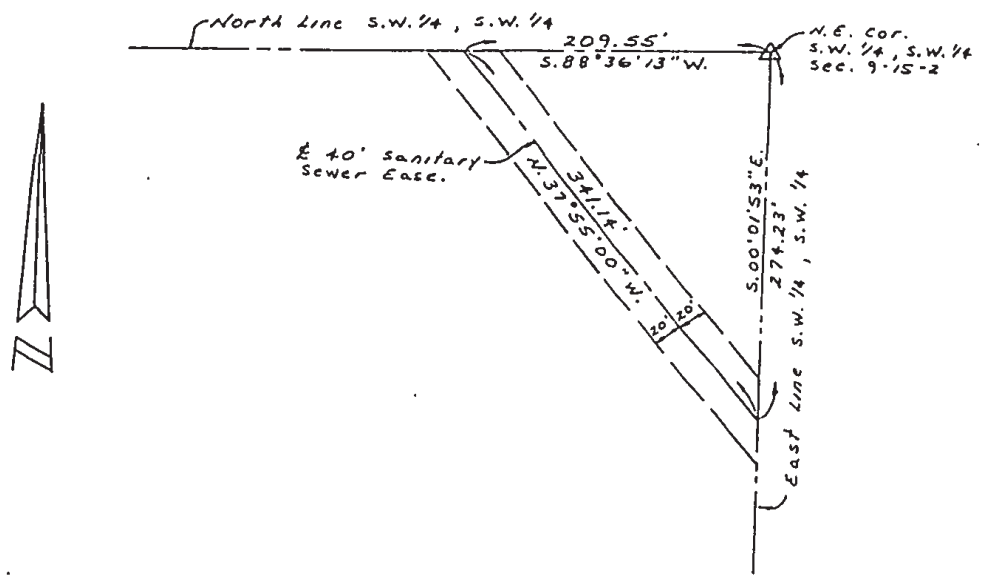 North Line S.W. 1/4, S.W. 1/4
209.55'
S.88°36'13"W.
N.E. Cor.
S.W. 1/4, S.W. 1/4
Sec. 9-15-2
℄ 40' Sanitary
Sewer Ease.
341.14'
N.37°55'00"W.
20' 20'
S.00°01'53"E.
274.23'
East Line S.W. 1/4, S.W. 1/4
N